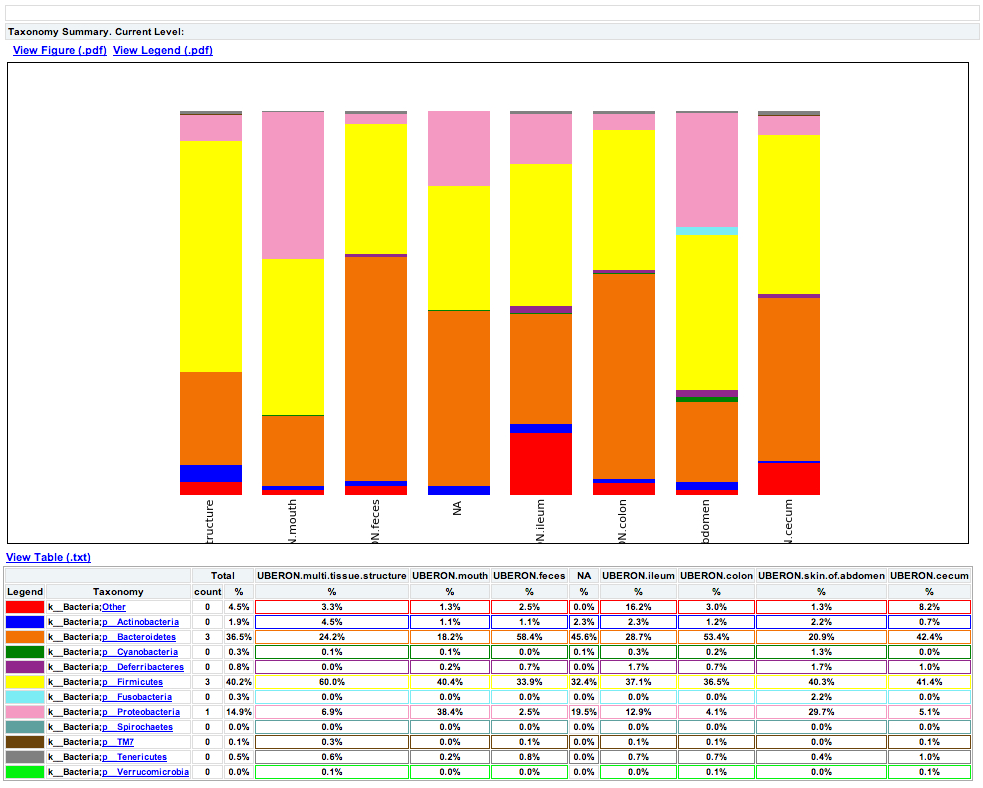 Taxonomy Summary. Current Level:
View Figure (.pdf) View Legend (.pdf)
tructure N.mouth ON.feces NA ON.ileum N.colon bdomen N.cecum
View Table (.txt)
Total UBERON.multi.tissue.structure UBERON.mouth UBERON.feces NA UBERON.ileum UBERON.colon UBERON.skin.of.abdomen UBERON.cecum
Legend Taxonomy count % % % % % % % % %
k__Bacteria;Other 0 4.5% 3.3% 1.3% 2.5% 0.0% 16.2% 3.0% 1.3% 8.2%
k__Bacteria;p__Actinobacteria 0 1.9% 4.5% 1.1% 1.1% 2.3% 2.3% 1.2% 2.2% 0.7%
k__Bacteria;p__Bacteroidetes 3 36.5% 24.2% 18.2% 58.4% 45.6% 28.7% 53.4% 20.9% 42.4%
k__Bacteria;p__Cyanobacteria 0 0.3% 0.1% 0.1% 0.0% 0.1% 0.3% 0.2% 1.3% 0.0%
k__Bacteria;p__Deferribacteres 0 0.8% 0.0% 0.2% 0.7% 0.0% 1.7% 0.7% 1.7% 1.0%
k__Bacteria;p__Firmicutes 3 40.2% 60.0% 40.4% 33.9% 32.4% 37.1% 36.5% 40.3% 41.4%
k__Bacteria;p__Fusobacteria 0 0.3% 0.0% 0.0% 0.0% 0.0% 0.0% 0.0% 2.2% 0.0%
k__Bacteria;p__Proteobacteria 1 14.9% 6.9% 38.4% 2.5% 19.5% 12.9% 4.1% 29.7% 5.1%
k__Bacteria;p__Spirochaetes 0 0.0% 0.0% 0.0% 0.0% 0.0% 0.0% 0.0% 0.0% 0.0%
k__Bacteria;p__TM7 0 0.1% 0.3% 0.0% 0.1% 0.0% 0.1% 0.1% 0.0% 0.1%
k__Bacteria;p__Tenericutes 0 0.5% 0.6% 0.2% 0.8% 0.0% 0.7% 0.7% 0.4% 1.0%
k__Bacteria;p__Verrucomicrobia 0 0.0% 0.1% 0.0% 0.0% 0.0% 0.0% 0.1% 0.0% 0.1%